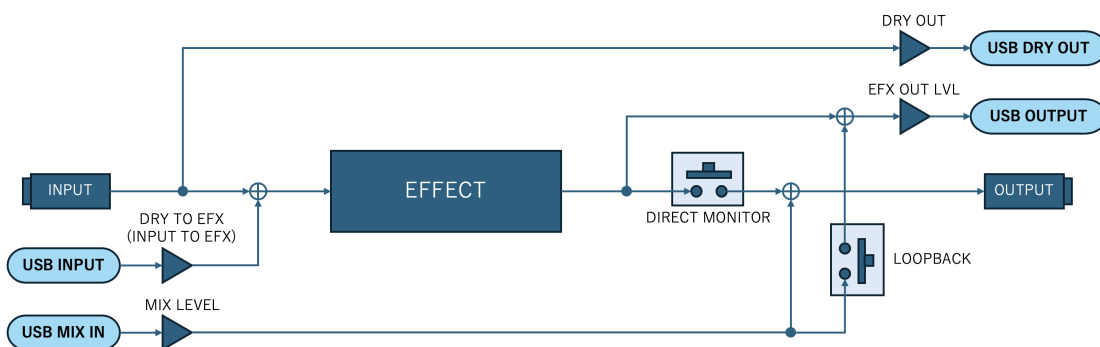 DRY OUT
USB DRY OUT
EFX OUT LVL
USB OUTPUT
INPUT
EFFECT
DIRECT MONITOR
OUTPUT
DRY TO EFX
(INPUT TO EFX)
USB INPUT
LOOPBACK
MIX LEVEL
USB MIX IN